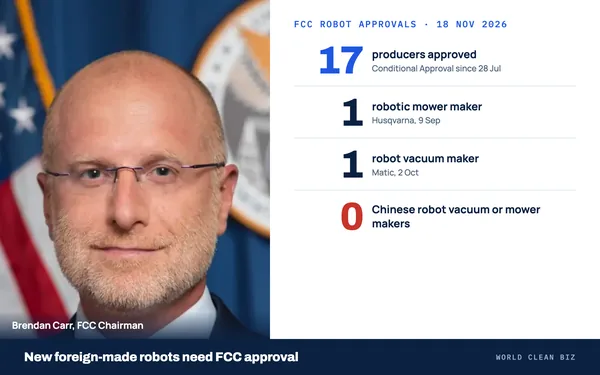 FCC ROBOT APPROVALS · 18 NOV 2026
17 producers approved
Conditional Approval since 28 Jul
1 robotic mower maker
Husqvarna, 9 Sep
1 robot vacuum maker
Matic, 2 Oct
0 Chinese robot vacuum or mower
makers
Brendan Carr, FCC Chairman
New foreign-made robots need FCC approval
WORLD CLEAN BIZ